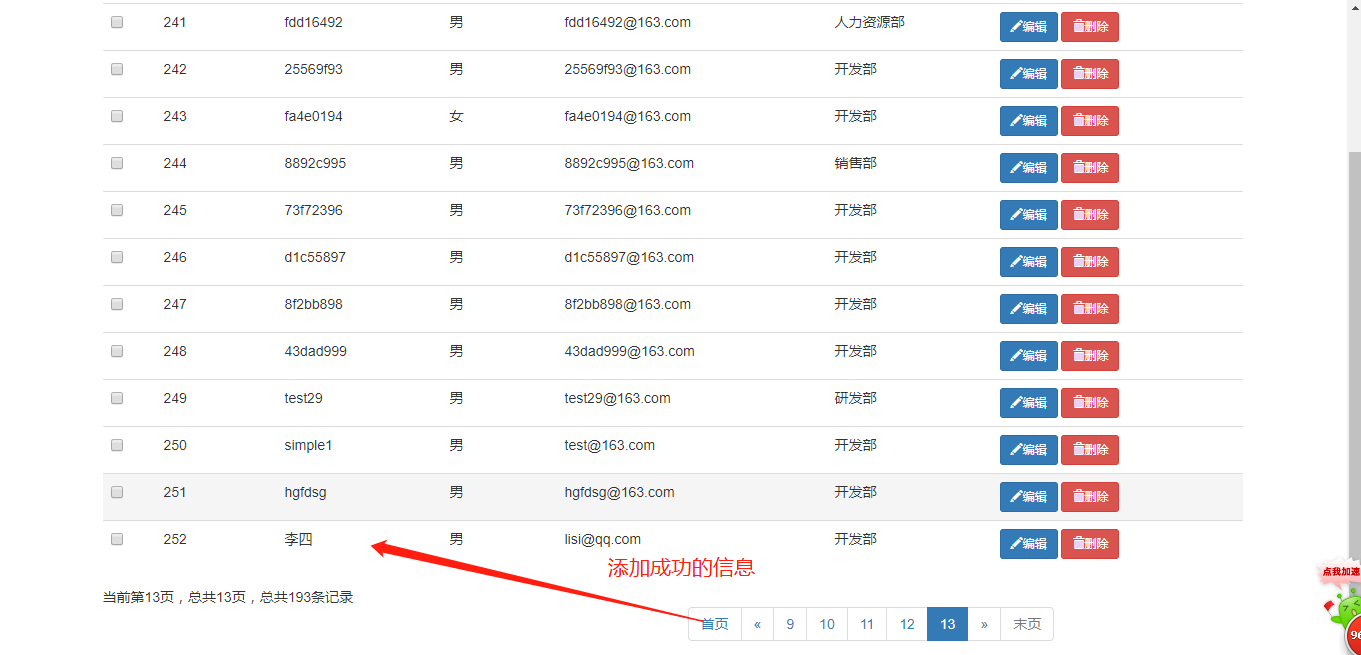 241 fdd16492 男 fdd16492@163.com 人力资源部 编辑 删除
242 25569f93 男 25569f93@163.com 开发部 编辑 删除
243 fa4e0194 女 fa4e0194@163.com 开发部 编辑 删除
244 8892c995 男 8892c995@163.com 销售部 编辑 删除
245 73f72396 男 73f72396@163.com 开发部 编辑 删除
246 d1c55897 男 d1c55897@163.com 开发部 编辑 删除
247 8f2bb898 男 8f2bb898@163.com 开发部 编辑 删除
248 43dad999 男 43dad999@163.com 开发部 编辑 删除
249 test29 男 test29@163.com 研发部 编辑 删除
250 simple1 男 test@163.com 开发部 编辑 删除
251 hgfdsg 男 hgfdsg@163.com 开发部 编辑 删除
252 李四 男 lisi@qq.com 开发部 编辑 删除
添加成功的信息
点我加速
当前第13页，总共13页，总共193条记录
首页 « 9 10 11 12 13 » 末页
96